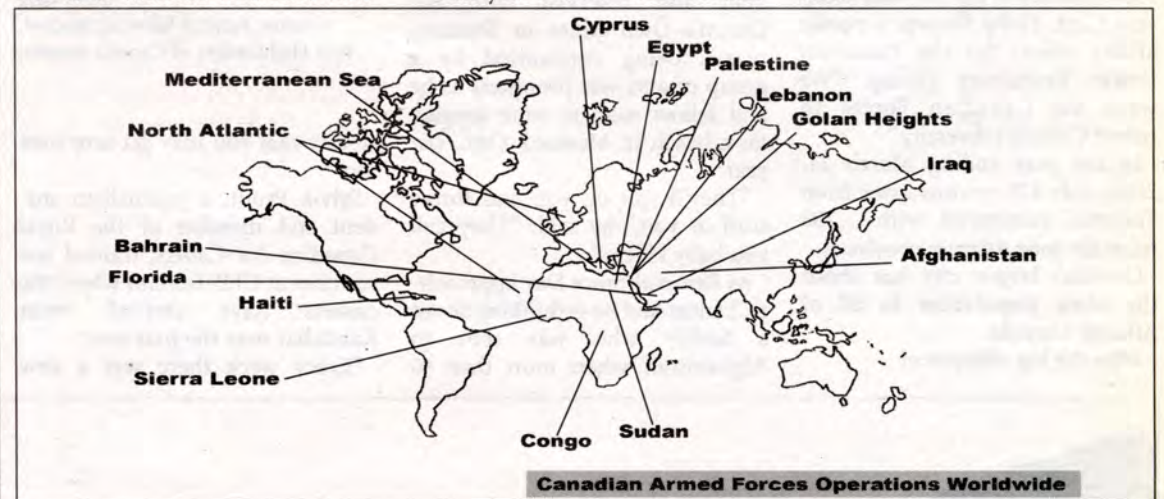 Cyprus
Egypt
Palestine
Mediterranean Sea
Lebanon
North Atlantic
Golan Heights
Iraq
Bahrain
Afghanistan
Florida
Haiti
Sierra Leone
Congo
Sudan
Canadian Armed Forces Operations Worldwide